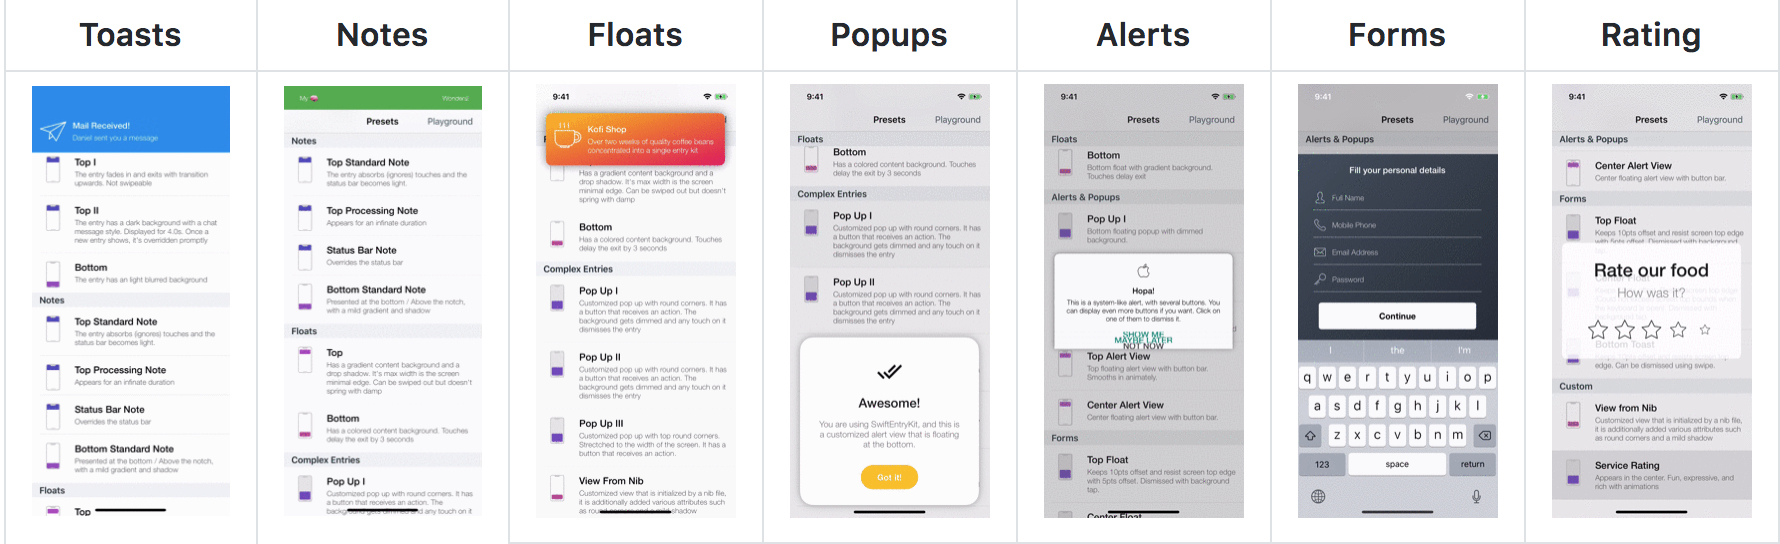 Toasts
Notes
Floats
Popups
Alerts
Forms
Rating
Mail Received!
Daniel sent you a message
Top I
The entry fades in and exits with transition
upwards. Not swipeable
Top II
The entry has a dark background with a chat
message style. Displayed for 4.0s. Once a
new entry shows, it's overridden promptly
Bottom
The entry has an light blurred background
Notes
Top Standard Note
The entry absorbs (ignores) touches and the
status bar becomes light.
Top Processing Note
Appears for an infinate duration
Status Bar Note
Overrides the status bar
Bottom Standard Note
Presented at the bottom / Above the notch,
with a mild gradient and shadow
Floats
Top
My
Wonders!
Presets
Playground
Notes
Top Standard Note
The entry absorbs (ignores) touches and the
status bar becomes light.
Top Processing Note
Appears for an infinate duration
Status Bar Note
Overrides the status bar
Bottom Standard Note
Presented at the bottom / Above the notch,
with a mild gradient and shadow
Floats
Top
Has a gradient content background and a
drop shadow. It's max width is the screen
minimal edge. Can be swiped out but doesn't
spring with damp
Bottom
Has a colored content background. Touches
delay the exit by 3 seconds
Complex Entries
Pop Up I
Customized pop up with round corners. It has
a button that receives an action. The
background gets dimmed and any touch on it
9:41
Kofi Shop
Over two weeks of quality coffee beans
concentrated into a single entry kit
Has a gradient content background and a
drop shadow. It's max width is the screen
minimal edge. Can be swiped out but doesn't
spring with damp
Bottom
Has a colored content background. Touches
delay the exit by 3 seconds
Complex Entries
Pop Up I
Customized pop up with round corners. It has
a button that receives an action. The
background gets dimmed and any touch on it
dismisses the entry
Pop Up II
Customized pop up with round corners. It has
a button that receives an action. The
background gets dimmed and any touch on it
dismisses the entry
Pop Up III
Customized pop up with top round corners.
Strectched to the width of the screen. It has a
button that receives an action.
View From Nib
Customized view that is initialized by a nib file,
it is additionally added various attributes such
as round corners and a mild shadow
9:41
Presets
Playground
Floats
Bottom
Has a colored content background. Touches
delay the exit by 3 seconds
Complex Entries
Pop Up I
Customized pop up with round corners. It has
a button that receives an action. The
background gets dimmed and any touch on it
dismisses the entry
Pop Up II
Customized pop up with round corners. It has
a button that receives an action. The
background gets dimmed and any touch on it
dismisses the entry
Awesome!
You are using SwiftEntryKit, and this is
a customized alert view that is floating
at the bottom.
Got it!
9:41
Presets
Playground
Floats
Bottom
Bottom float with gradient background.
Touches delay exit
Alerts & Popups
Pop Up I
Bottom floating popup with dimmed
background.
Hopa!
This is a system-like alert, with several buttons. You
can display even more buttons if you want. Click on
one of them to dismiss it.
SHOW ME
MAYBE LATER
NOT NOW
Top Alert View
Top floating alert view with button bar.
Smooths in animately.
Center Alert View
Center floating alert view with button bar.
Forms
Top Float
Keeps 10pts offset and resist screen top edge
with 5pts offset. Dismissed with background
tap.
Center Float
9:41
Presets
Playground
Alerts & Popups
Fill your personal details
Full Name
Mobile Phone
Email Address
Password
Continue
I the I'm
q w e r t y u i o p
a s d f g h j k l
z x c v b n m
123 space return
9:41
Presets
Playground
Alerts & Popups
Center Alert View
Center floating alert view with button bar.
Forms
Top Float
Keeps 10pts offset and resist screen top edge
with 5pts offset. Dismissed with background
Rate our food
How was it?
Bottom Toast
edge. Can be dismissed using swipe.
Custom
View from Nib
Customized view that is initialized by a nib file,
it is additionally added various attributes such
as round corners and a mild shadow
Service Rating
Appears in the center. Fun, expressive, and
rich with animations